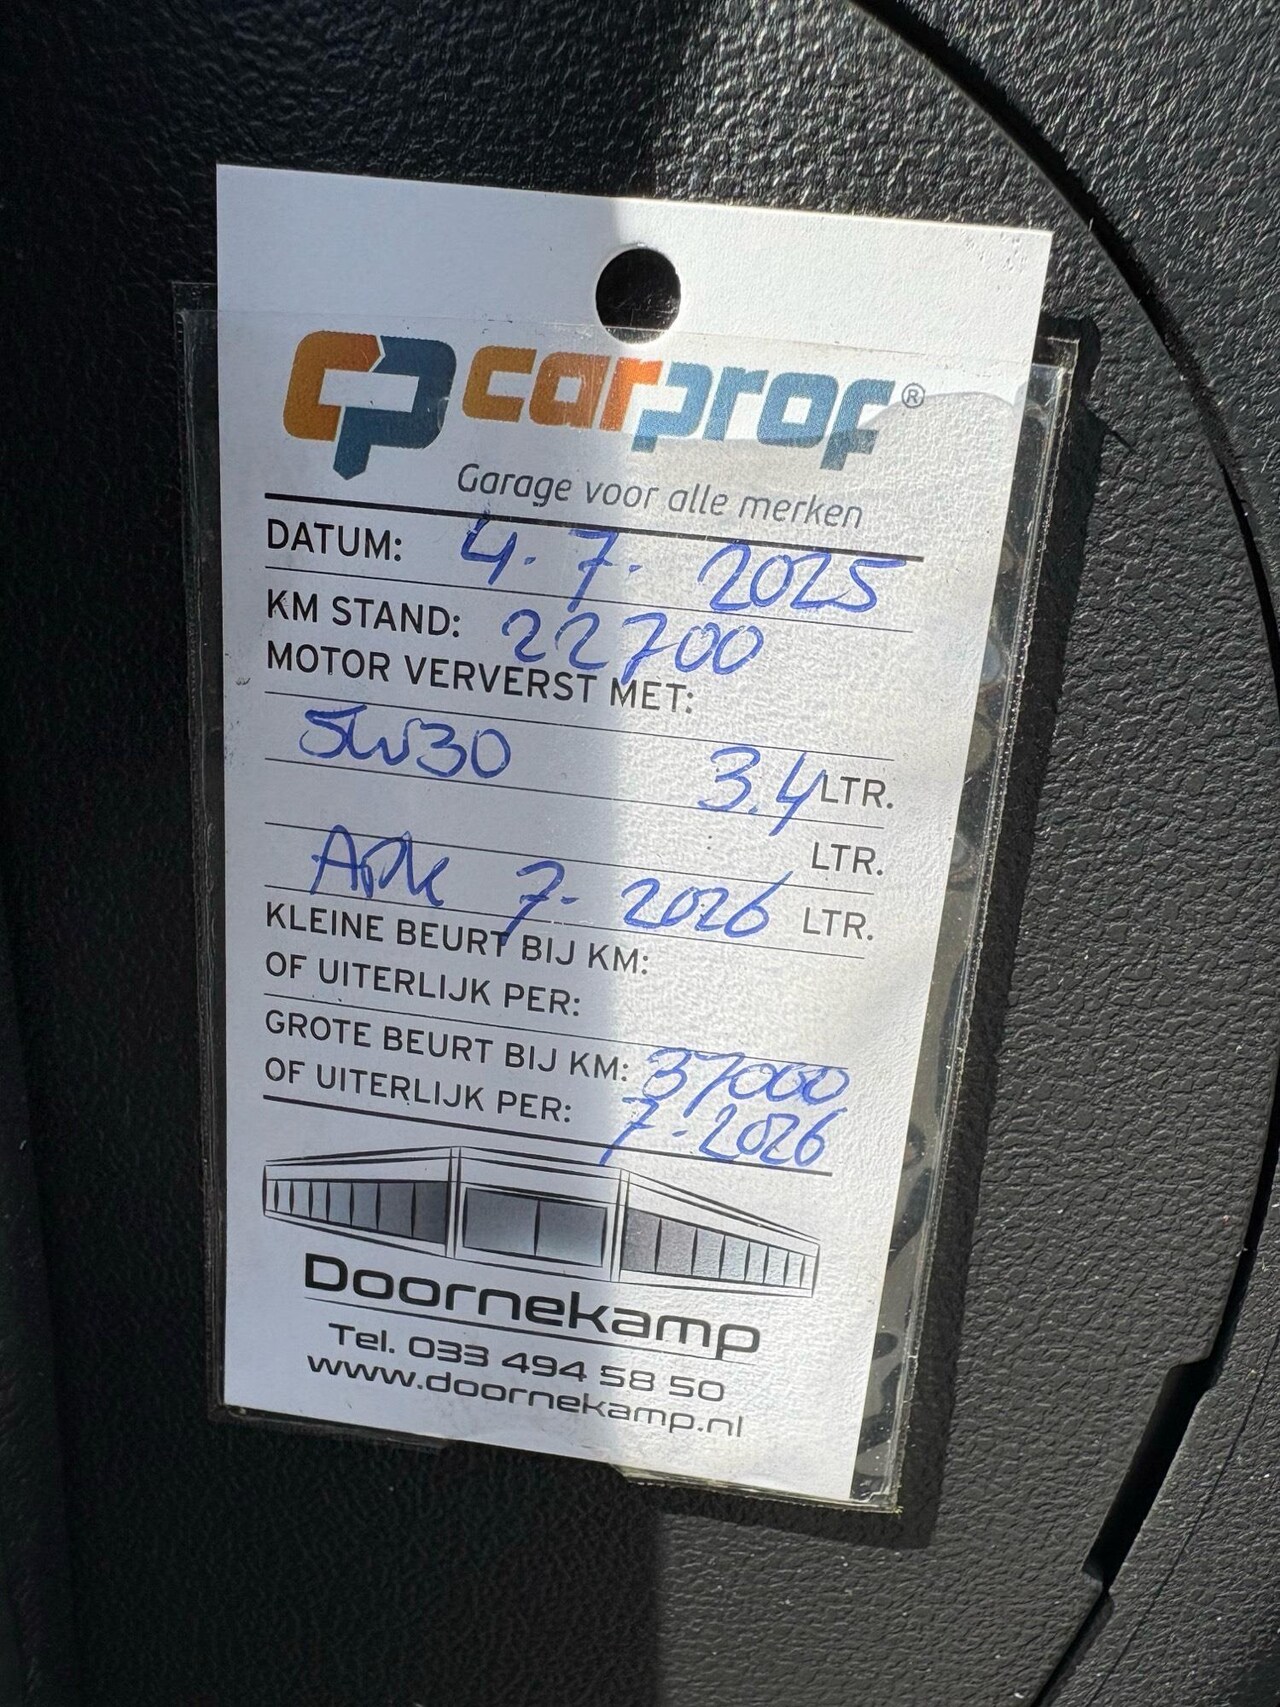 CP carprof®
Garage voor alle merken
DATUM: 4-7-2025
KM STAND: 22700
MOTOR VERVERST MET:
5W30 3.4 LTR.
LTR.
APK 7-2026 LTR.
KLEINE BEURT BIJ KM:
OF UITERLIJK PER:
GROTE BEURT BIJ KM: 37000
OF UITERLIJK PER: 7-2026
Doornekamp
Tel. 033 494 58 50
www.doornekamp.nl